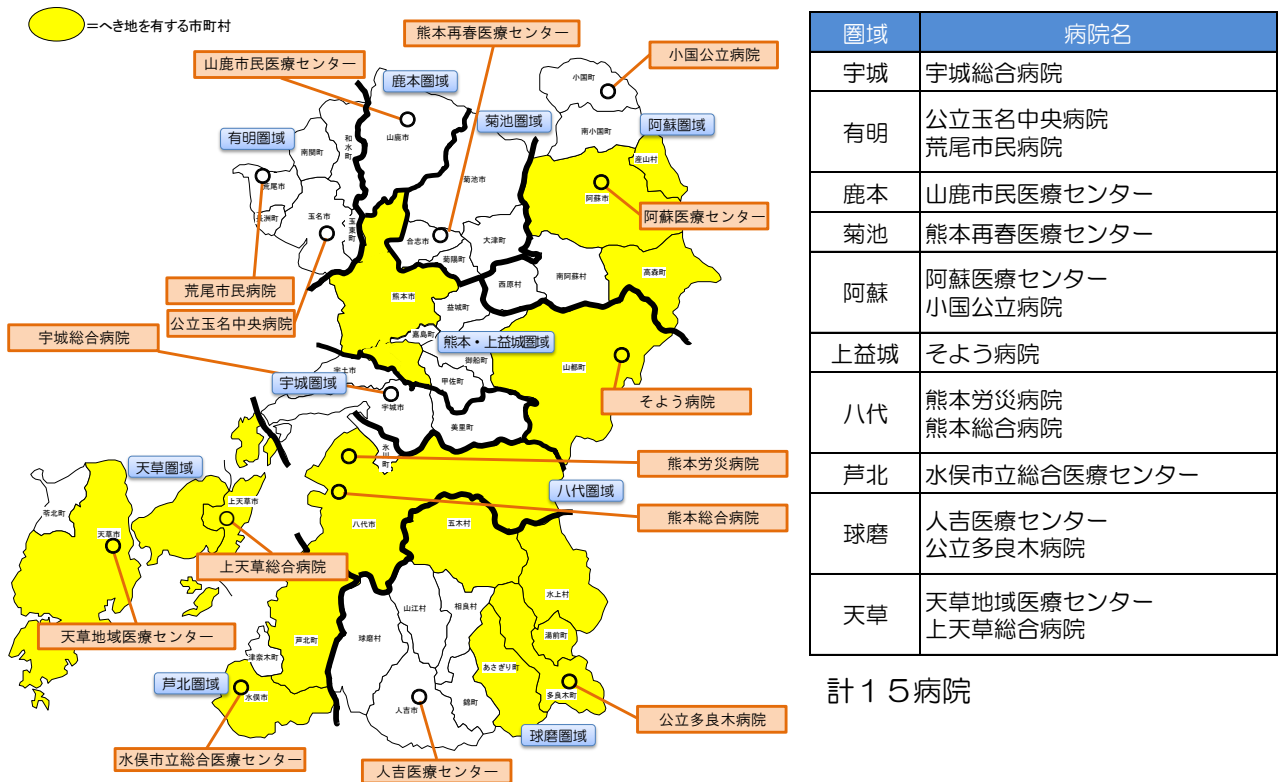 =へき地を有する市町村
熊本再春医療センター
山鹿市民医療センター
小国公立病院
鹿本圏域
小国町
菊池圏域
阿蘇圏域
有明圏域
和水町
山鹿市
南小国町
南関町
産山村
荒尾市
菊池市
阿蘇市
長洲町
玉名市
玉東町
阿蘇医療センター
合志市
大津町
菊陽町
南阿蘇村
高森町
西原村
荒尾市民病院
熊本市
益城町
公立玉名中央病院
宇城総合病院
嘉島町
熊本・上益城圏域
御船町
山都町
宇土市
宇城圏域
甲佐町
宇城市
そよう病院
美里町
氷川町
熊本労災病院
天草圏域
八代圏域
苓北町
上天草市
熊本総合病院
八代市
五木村
天草市
上天草総合病院
水上村
山江村
相良村
天草地域医療センター
球磨村
芦北町
湯前町
津奈木町
あさぎり町
芦北圏域
水俣市
多良木町
錦町
人吉市
公立多良木病院
球磨圏域
水俣市立総合医療センター
人吉医療センター
圏域 病院名
宇城 宇城総合病院
有明 公立玉名中央病院
荒尾市民病院
鹿本 山鹿市民医療センター
菊池 熊本再春医療センター
阿蘇 阿蘇医療センター
小国公立病院
上益城 そよう病院
八代 熊本労災病院
熊本総合病院
芦北 水俣市立総合医療センター
球磨 人吉医療センター
公立多良木病院
天草 天草地域医療センター
上天草総合病院
計１５病院